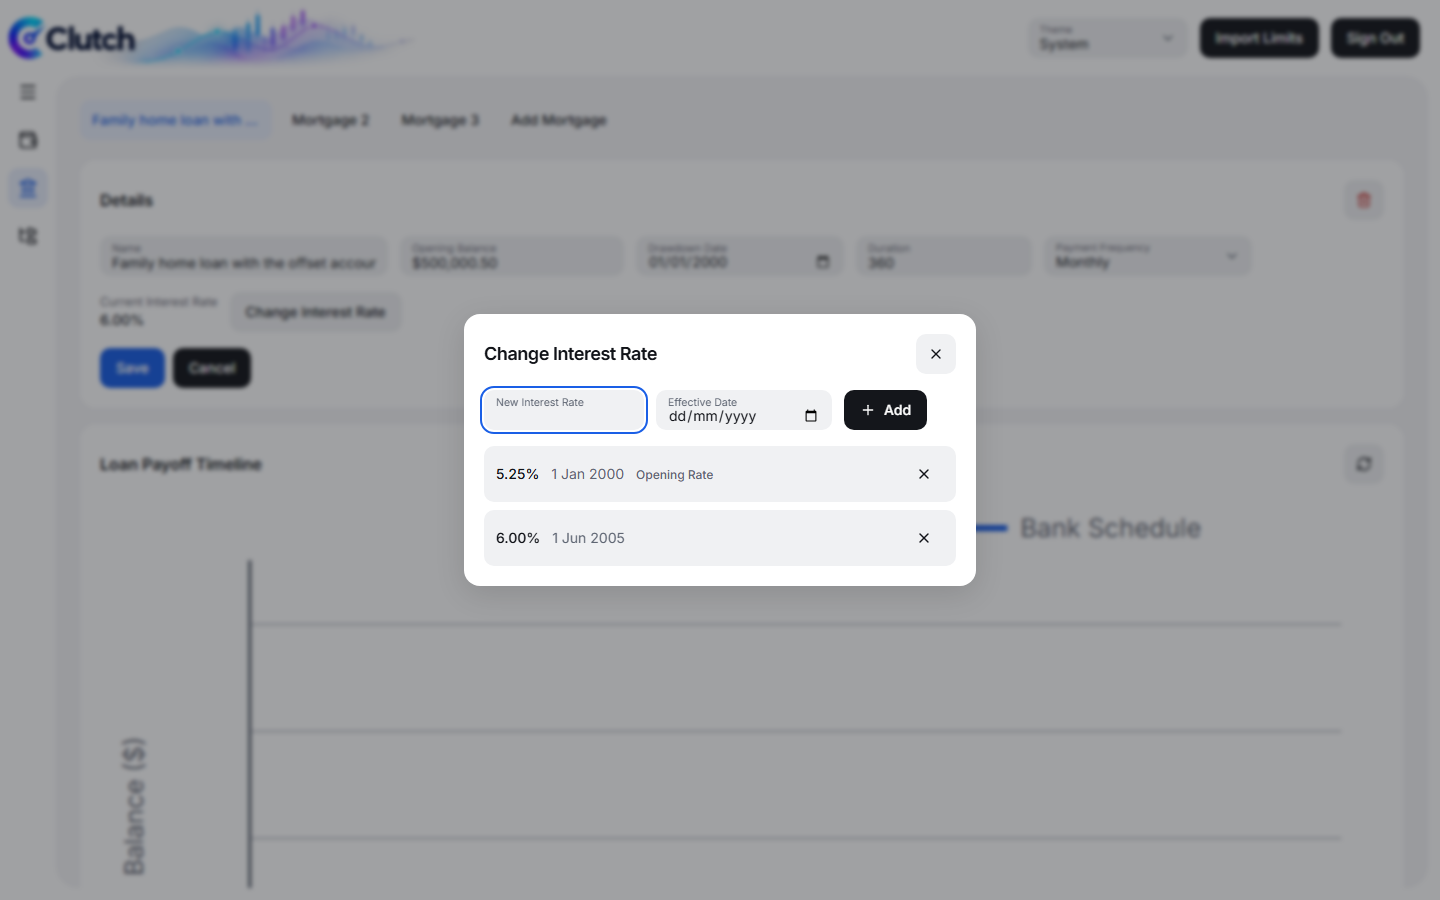 Clutch
Theme
System
Import Limits
Sign Out
Family home loan with ...
Mortgage 2
Mortgage 3
Add Mortgage
Details
Name
Family home loan with the offset accour
Opening Balance
$500,000.50
Drawdown Date
01/01/2000
Duration
360
Payment Frequency
Monthly
Current Interest Rate
6.00%
Change Interest Rate
Save
Cancel
Change Interest Rate
New Interest Rate
Effective Date
dd/mm/yyyy
Add
5.25% 1 Jan 2000 Opening Rate
6.00% 1 Jun 2005
Loan Payoff Timeline
Bank Schedule
Balance ($)